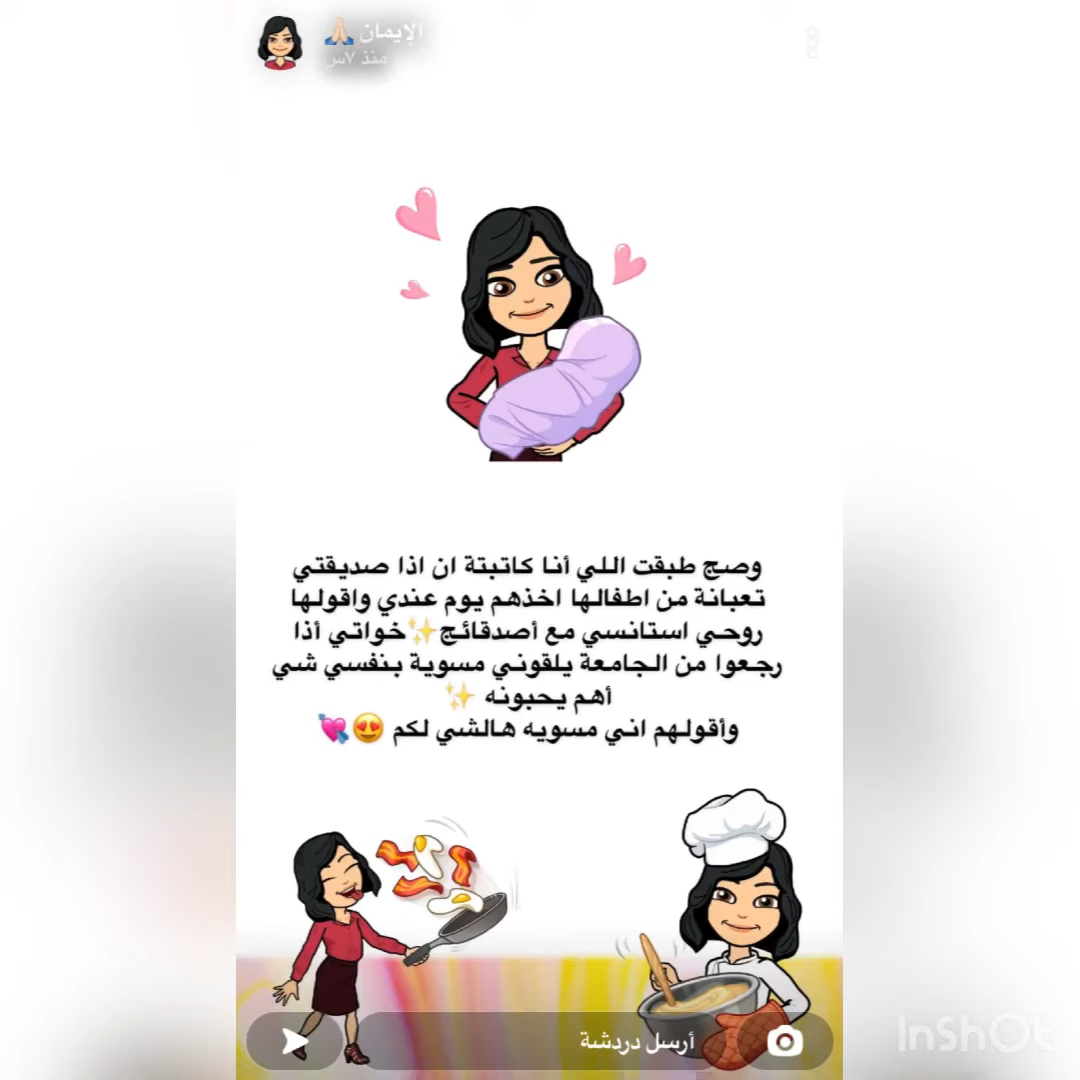 الإيمان 🙏🏻
منذ ٧س
وصج طبقت اللي أنا كاتبتة ان اذا صديقتي
تعبانة من اطفالها اخذهم يوم عندي واقولها
روحي استانسي مع أصدقائج✨خواتي أذا
رجعوا من الجامعة يلقوني مسوية بنفسي شي
أهم يحبونه ✨
وأقولهم اني مسويه هالشي لكم 😍💘
أرسل دردشة
InShOt